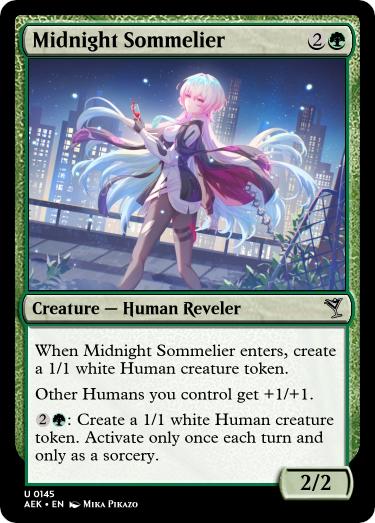 Midnight Sommelier 2
Creature — Human Reveler
When Midnight Sommelier enters, create
a 1/1 white Human creature token.
Other Humans you control get +1/+1.
2: Create a 1/1 white Human creature
token. Activate only once each turn and
only as a sorcery.
2/2
U 0145
AEK • EN Mika Pikazo